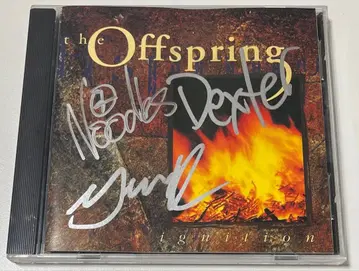 the Offspring
Noodles Dexter
ignition